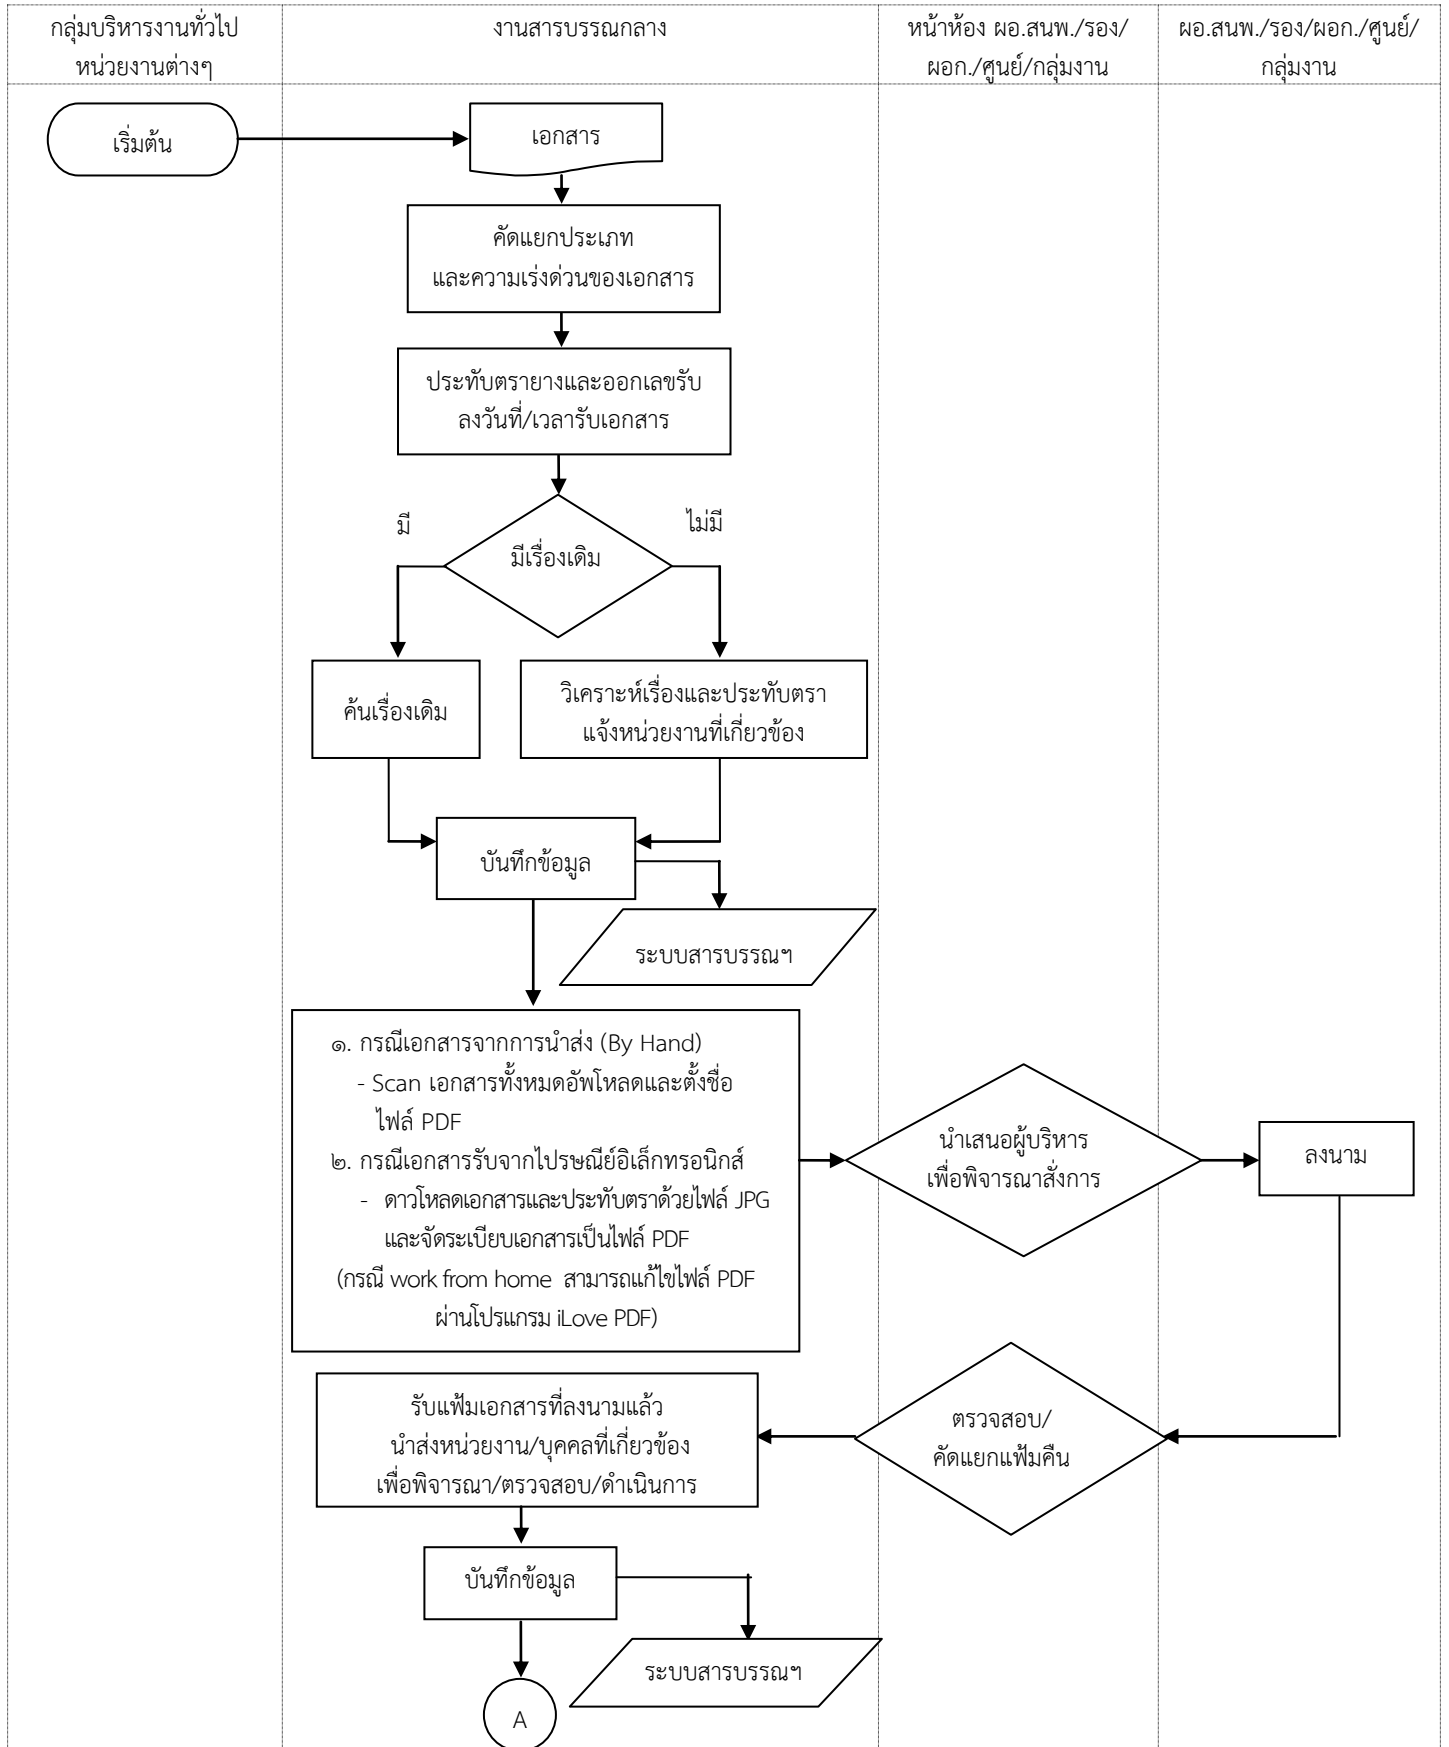 กลุ่มบริหารงานทั่วไป
หน่วยงานต่างๆ
งานสารบรรณกลาง
หน้าห้อง ผอ.สนพ./รอง/
ผอก./ศูนย์/กลุ่มงาน
ผอ.สนพ./รอง/ผอก./ศูนย์/
กลุ่มงาน
เริ่มต้น
เอกสาร
คัดแยกประเภท
และความเร่งด่วนของเอกสาร
ประทับตรายางและออกเลขรับ
ลงวันที่/เวลารับเอกสาร
มี
ไม่มี
มีเรื่องเดิม
ค้นเรื่องเดิม
วิเคราะห์เรื่องและประทับตรา
แจ้งหน่วยงานที่เกี่ยวข้อง
บันทึกข้อมูล
ระบบสารบรรณฯ
๑. กรณีเอกสารจากการนำส่ง (By Hand)
- Scan เอกสารทั้งหมดอัพโหลดและตั้งชื่อ
ไฟล์ PDF
๒. กรณีเอกสารรับจากไปรษณีย์อิเล็กทรอนิกส์
- ดาวโหลดเอกสารและประทับตราด้วยไฟล์ JPG
และจัดระเบียบเอกสารเป็นไฟล์ PDF
(กรณี work from home สามารถแก้ไขไฟล์ PDF
ผ่านโปรแกรม iLove PDF)
นำเสนอผู้บริหาร
เพื่อพิจารณาสั่งการ
ลงนาม
ตรวจสอบ/
คัดแยกแฟ้มคืน
รับแฟ้มเอกสารที่ลงนามแล้ว
นำส่งหน่วยงาน/บุคคลที่เกี่ยวข้อง
เพื่อพิจารณา/ตรวจสอบ/ดำเนินการ
บันทึกข้อมูล
ระบบสารบรรณฯ
A